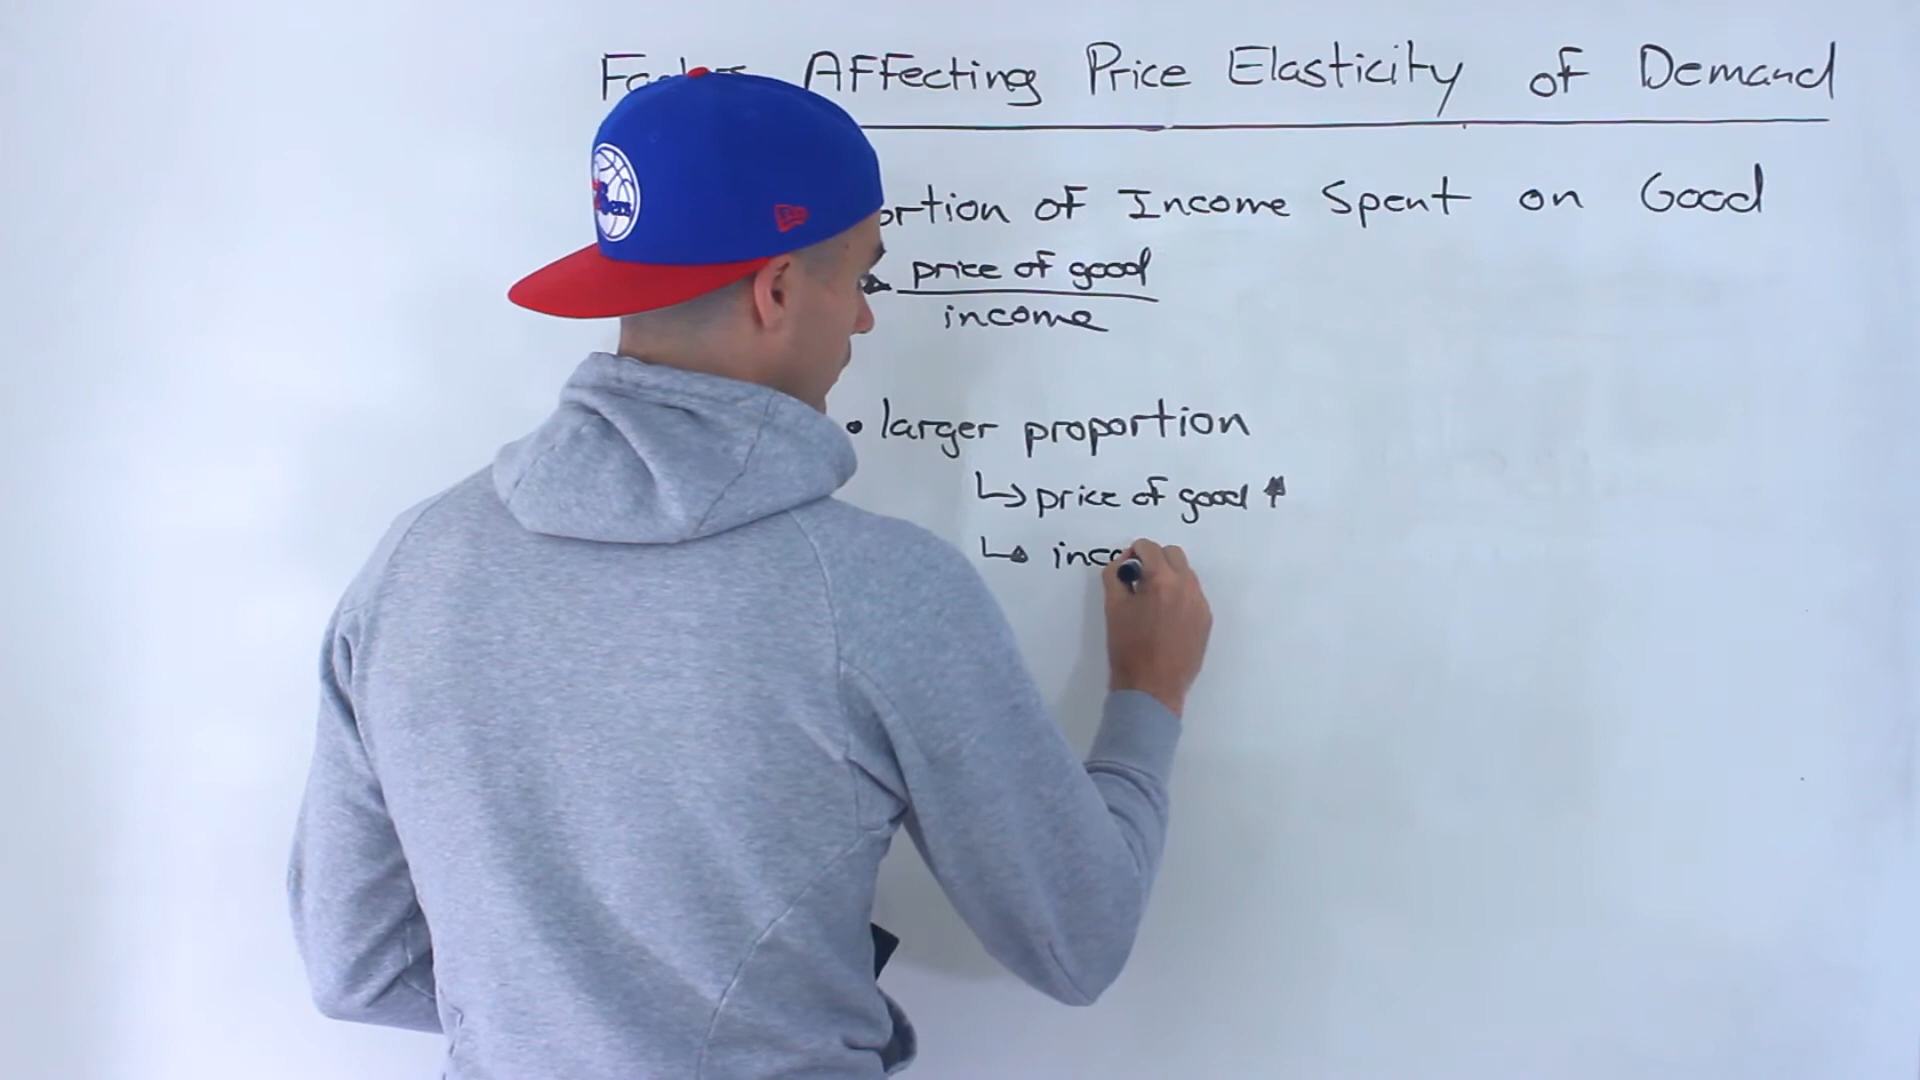 Affecting Price Elasticity of Demand
ortion of Income Spent on Good
price of good
income
• larger proportion
↳ price of good ↑
↳ inco